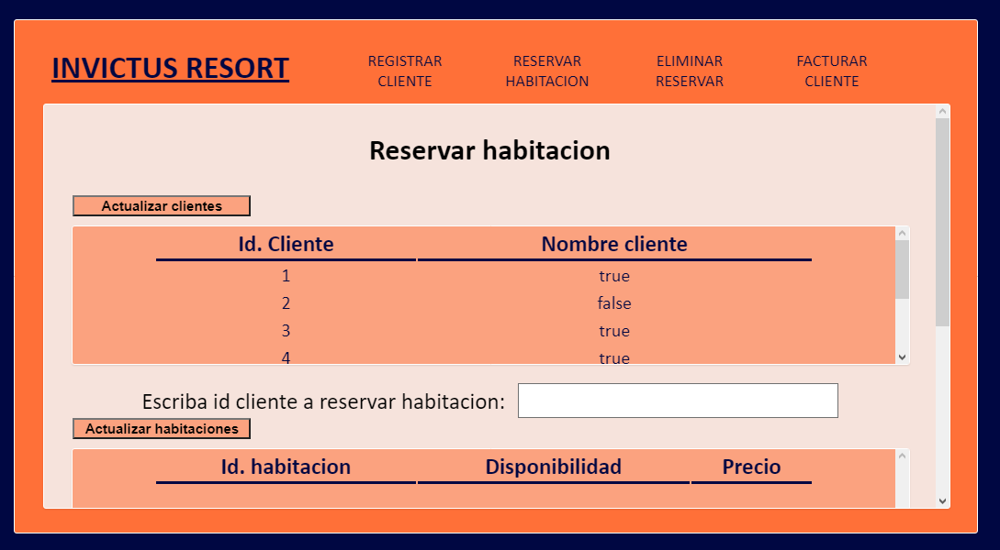 INVICTUS RESORT
REGISTRAR
CLIENTE
RESERVAR
HABITACION
ELIMINAR
RESERVAR
FACTURAR
CLIENTE
Reservar habitacion
Actualizar clientes
Id. Cliente Nombre cliente
1 true
2 false
3 true
4 true
Escriba id cliente a reservar habitacion:
Actualizar habitaciones
Id. habitacion Disponibilidad Precio